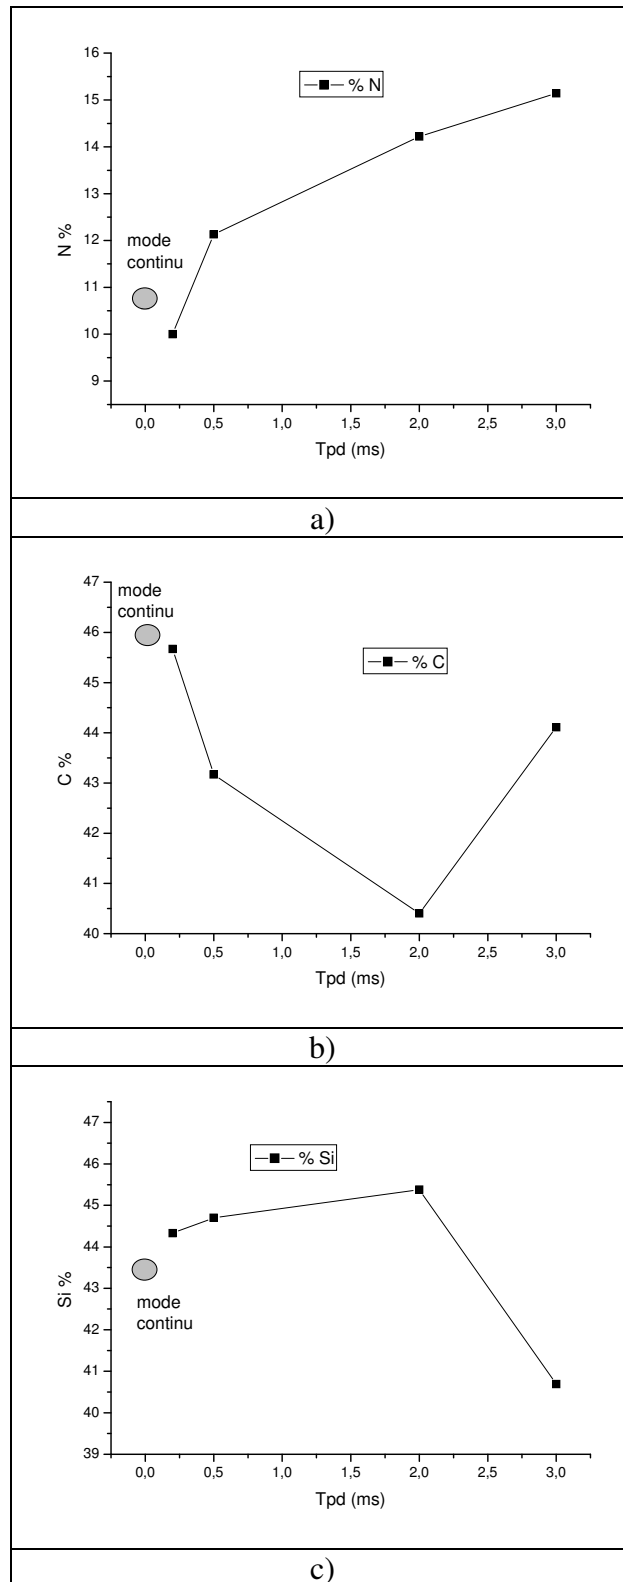 16
15
14
13
12
11
10
9
N %
% N
mode
continu
0,0 0,5 1,0 1,5 2,0 2,5 3,0
Tpd (ms)
a)
47
46
45
44
43
42
41
40
C %
mode
continu
% C
0,0 0,5 1,0 1,5 2,0 2,5 3,0
Tpd (ms)
b)
47
46
45
44
43
42
41
40
39
Si %
% Si
mode
continu
0,0 0,5 1,0 1,5 2,0 2,5 3,0
Tpd (ms)
c)